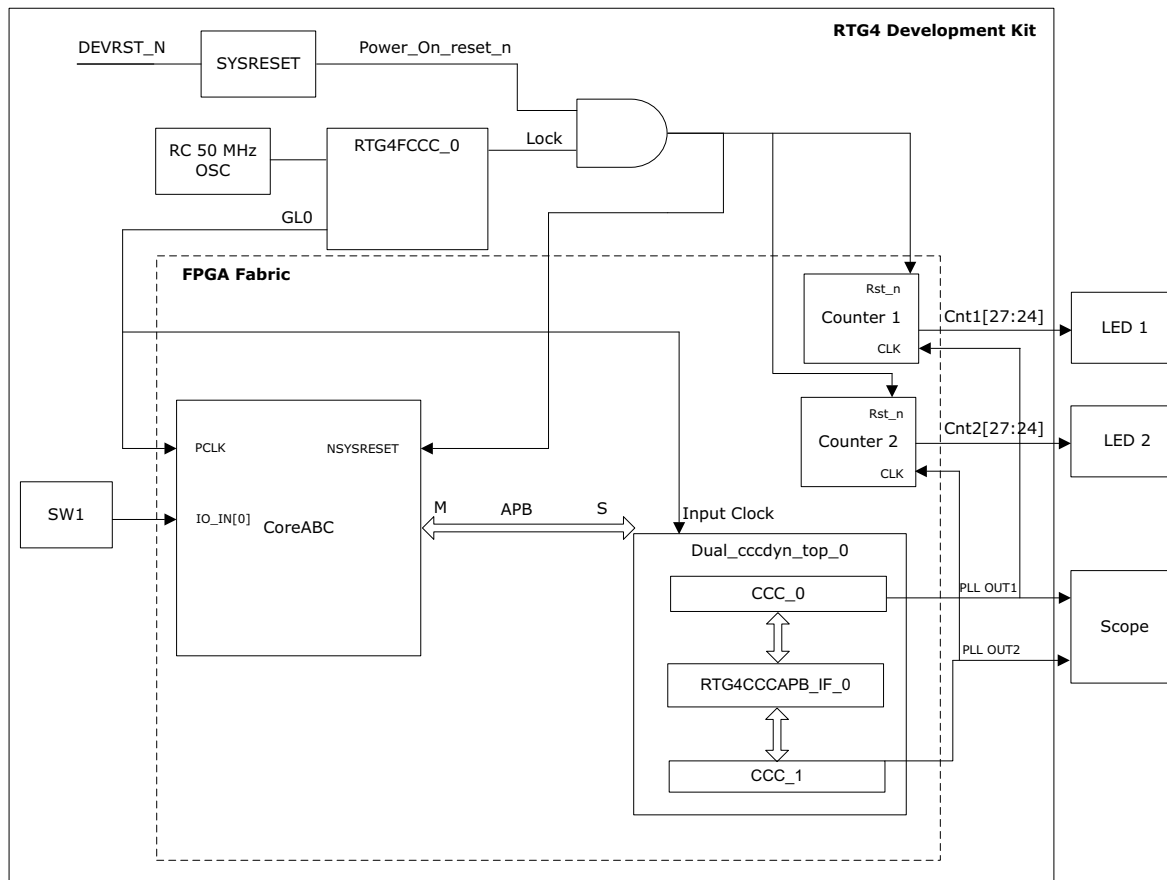 RTG4 Development Kit
DEVRST_N
SYSRESET
Power_On_reset_n
RC 50 MHz
OSC
RTG4FCCC_0
Lock
GL0
FPGA Fabric
Rst_n
Counter 1
CLK
Cnt1[27:24]
LED 1
Rst_n
Counter 2
CLK
Cnt2[27:24]
LED 2
PCLK
NSYSRESET
SW1
IO_IN[0]
CoreABC
M
APB
S
Input Clock
Dual_cccdyn_top_0
CCC_0
PLL OUT1
Scope
PLL OUT2
RTG4CCCAPB_IF_0
CCC_1